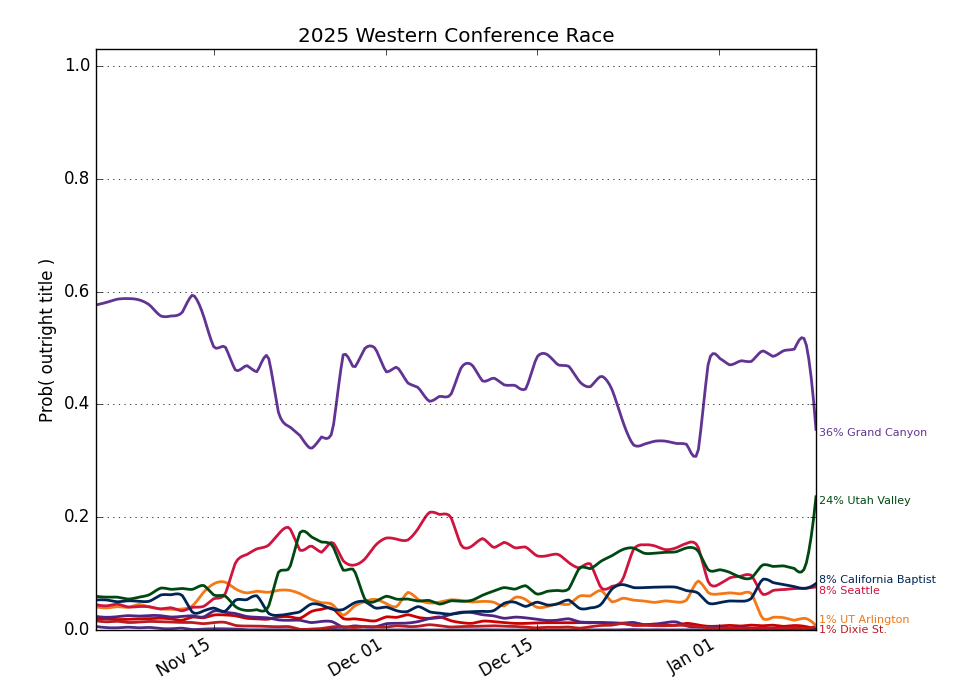 2025 Western Conference Race
Prob( outright title )
1.0
0.8
0.6
0.4
0.2
0.0
Nov 15
Dec 01
Dec 15
Jan 01
36% Grand Canyon
24% Utah Valley
8% California Baptist
8% Seattle
1% UT Arlington
1% Dixie St.